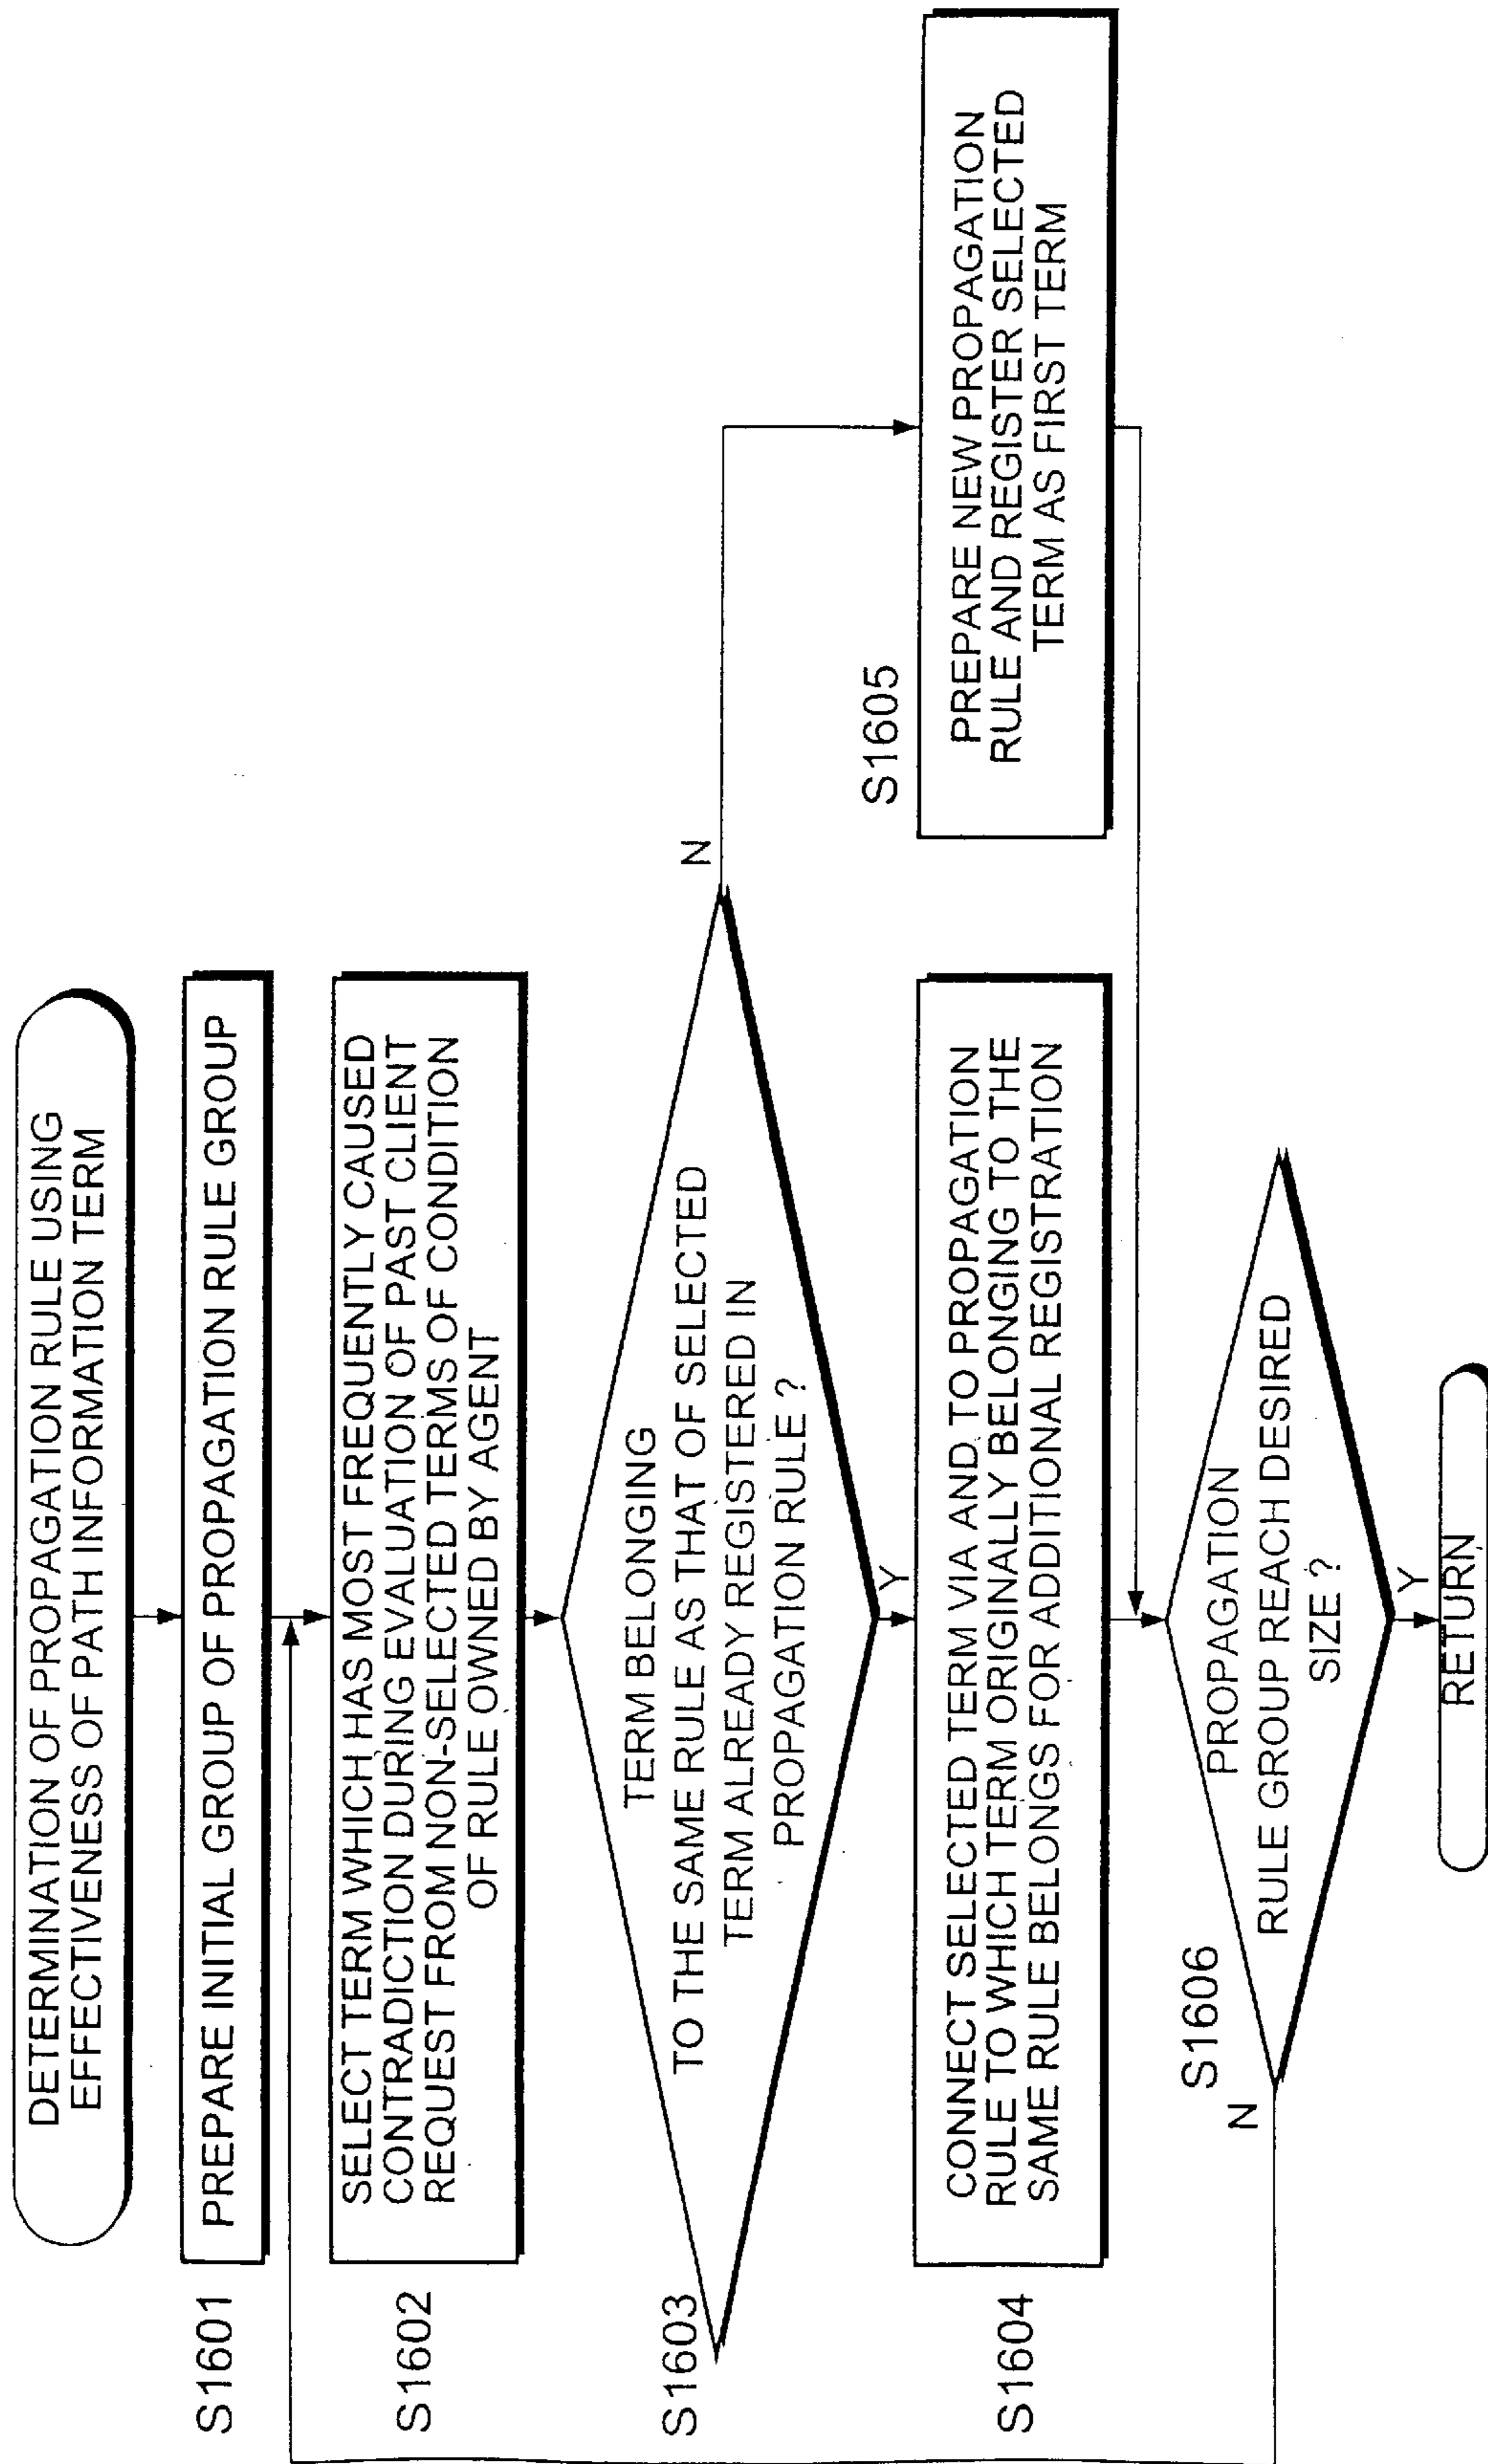 DETERMINATION OF PROPAGATION RULE USING
EFFECTIVENESS OF PATH INFORMATION TERM
S1601
PREPARE INITIAL GROUP OF PROPAGATION RULE GROUP
S1602
SELECT TERM WHICH HAS MOST FREQUENTLY CAUSED
CONTRADICTION DURING EVALUATION OF PAST CLIENT
REQUEST FROM NON-SELECTED TERMS OF CONDITION
OF RULE OWNED BY AGENT
S1603
TERM BELONGING
TO THE SAME RULE AS THAT OF SELECTED
TERM ALREADY REGISTERED IN
PROPAGATION RULE ?
N
Y
S1604
CONNECT SELECTED TERM VIA AND TO PROPAGATION
RULE TO WHICH TERM ORIGINALLY BELONGING TO THE
SAME RULE BELONGS FOR ADDITIONAL REGISTRATION
S1605
PREPARE NEW PROPAGATION
RULE AND REGISTER SELECTED
TERM AS FIRST TERM
S1606
PROPAGATION
RULE GROUP REACH DESIRED
SIZE ?
N
Y
RETURN